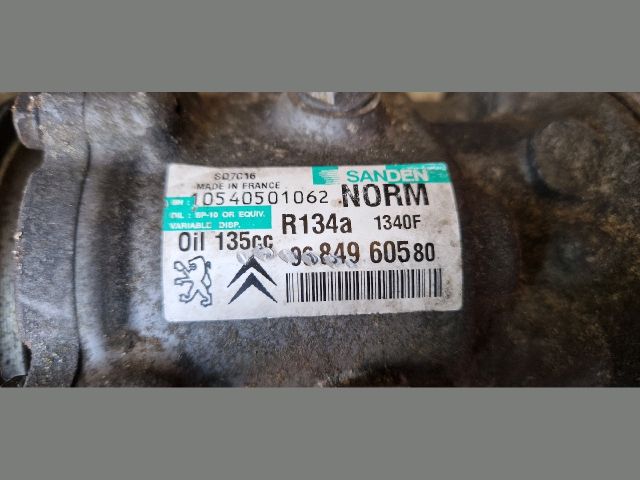 SD7C16
SANDEN
MADE IN FRANCE
SN: 10540501062 NORM
OIL : SP-10 OR EQUIV.
VARIABLE DISP.
R134a 1340F
Oil 135cc 96 849 605 80